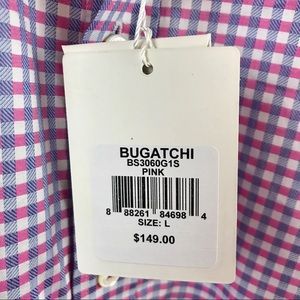 BUGATCHI
BS3060G1S
PINK
8 88261 84698 4
SIZE: L
$149.00